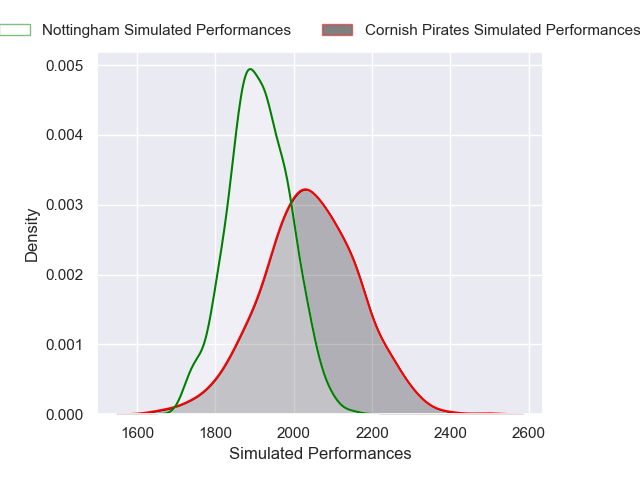 Nottingham Simulated Performances
Cornish Pirates Simulated Performances
0.005
0.004
0.003
0.002
0.001
0.000
Density
1600 1800 2000 2200 2400 2600
Simulated Performances